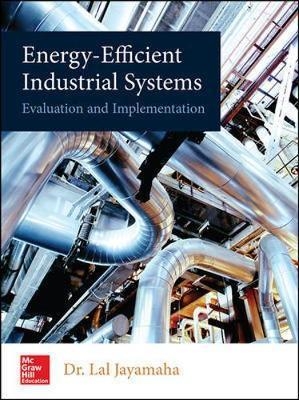 Energy-Efficient
Industrial Systems
Evaluation and Implementation
Mc
Graw
Hill
Education
Dr. Lal Jayamaha